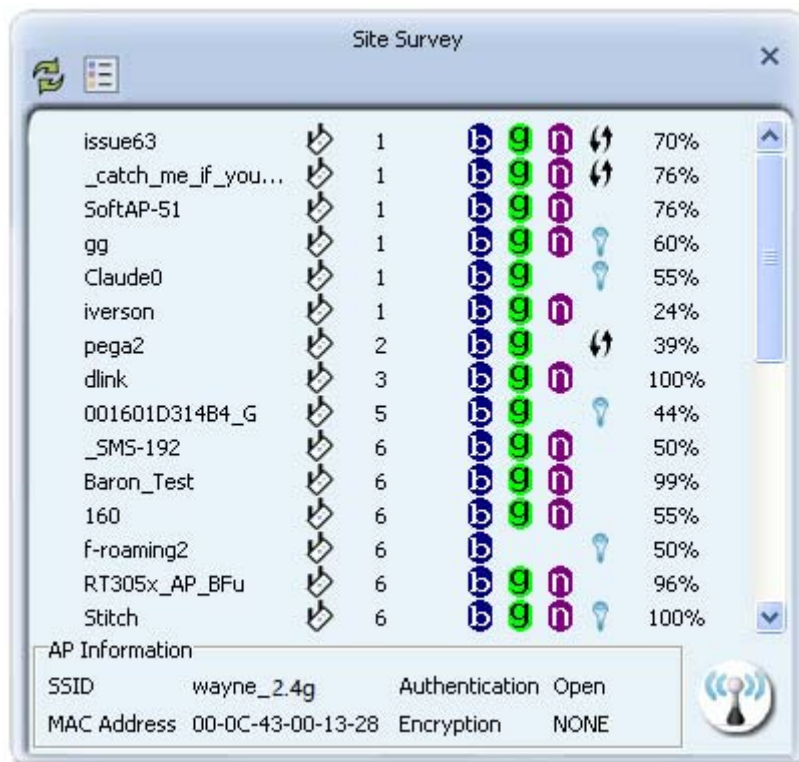 Site Survey
issue63 1 b g n 70%
_catch_me_if_you... 1 b g n 76%
SoftAP-51 1 b g n 76%
gg 1 b g n 60%
Claude0 1 b g 55%
iverson 1 b g n 24%
pega2 2 b g 39%
dlink 3 b g n 100%
001601D314B4_G 5 b g 44%
_SMS-192 6 b g n 50%
Baron_Test 6 b g n 99%
160 6 b g n 55%
f-roaming2 6 b 50%
RT305x_AP_BFu 6 b g n 96%
Stitch 6 b g n 100%
AP Information
SSID wayne_2.4g Authentication Open
MAC Address 00-0C-43-00-13-28 Encryption NONE